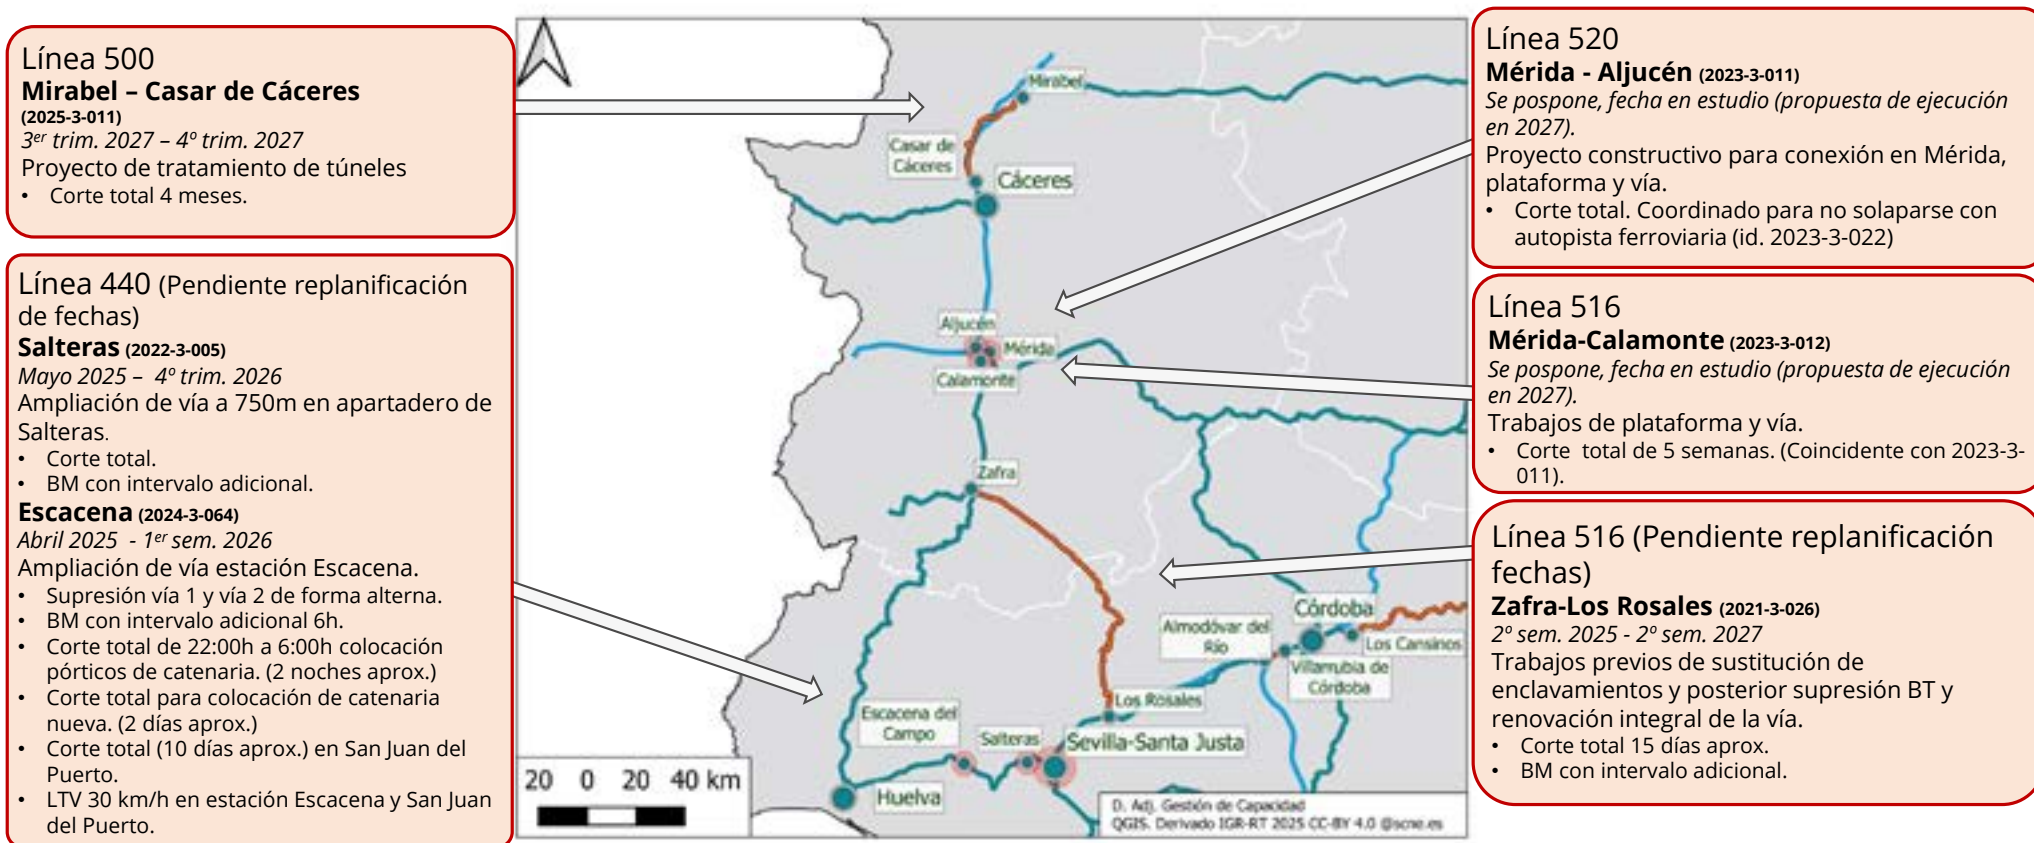 Línea 500
Mirabel – Casar de Cáceres
(2025-3-011)
3er trim. 2027 – 4º trim. 2027
Proyecto de tratamiento de túneles
• Corte total 4 meses.
Línea 440 (Pendiente replanificación
de fechas)
Salteras (2022-3-005)
Mayo 2025 – 4º trim. 2026
Ampliación de vía a 750m en apartadero de
Salteras.
• Corte total.
• BM con intervalo adicional.
Escacena (2024-3-064)
Abril 2025 - 1er sem. 2026
Ampliación de vía estación Escacena.
• Supresión vía 1 y vía 2 de forma alterna.
• BM con intervalo adicional 6h.
• Corte total de 22:00h a 6:00h colocación
pórticos de catenaria. (2 noches aprox.)
• Corte total para colocación de catenaria
nueva. (2 días aprox.)
• Corte total (10 días aprox.) en San Juan del
Puerto.
• LTV 30 km/h en estación Escacena y San Juan
del Puerto.
Mirabel
Casar de
Cáceres
Cáceres
Aljucén
Mérida
Calamonte
Zafra
Córdoba
Almodóvar del
Río
Los Cansinos
Villarrubia de
Córdoba
Los Rosales
Escacena del
Campo
Salteras
Sevilla-Santa Justa
Huelva
20 0 20 40 km
D. Adj. Gestión de Capacidad
QGIS. Derivado IGR-RT 2025 CC-BY 4.0 @scne.es
Línea 520
Mérida - Aljucén (2023-3-011)
Se pospone, fecha en estudio (propuesta de ejecución
en 2027).
Proyecto constructivo para conexión en Mérida,
plataforma y vía.
• Corte total. Coordinado para no solaparse con
autopista ferroviaria (id. 2023-3-022)
Línea 516
Mérida-Calamonte (2023-3-012)
Se pospone, fecha en estudio (propuesta de ejecución
en 2027).
Trabajos de plataforma y vía.
• Corte total de 5 semanas. (Coincidente con 2023-3-
011).
Línea 516 (Pendiente replanificación
fechas)
Zafra-Los Rosales (2021-3-026)
2º sem. 2025 - 2º sem. 2027
Trabajos previos de sustitución de
enclavamientos y posterior supresión BT y
renovación integral de la vía.
• Corte total 15 días aprox.
• BM con intervalo adicional.